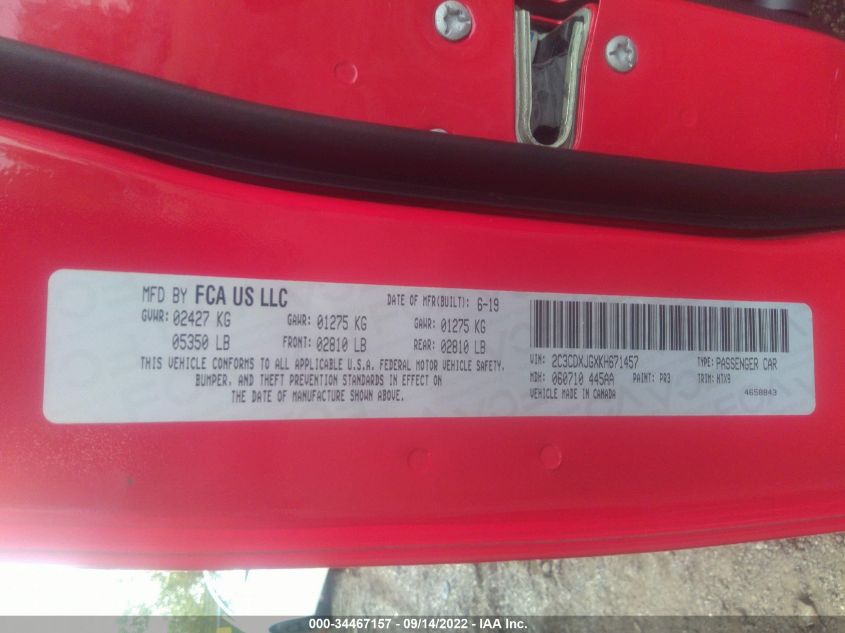 MFD BY FCA US LLC
DATE OF MFR(BUILT): 6-19
GVWR: 02427 KG GAWR: 01275 KG GAWR: 01275 KG
05350 LB FRONT: 02810 LB REAR: 02810 LB
THIS VEHICLE CONFORMS TO ALL APPLICABLE U.S.A. FEDERAL MOTOR VEHICLE SAFETY,
BUMPER, AND THEFT PREVENTION STANDARDS IN EFFECT ON
THE DATE OF MANUFACTURE SHOWN ABOVE.
VIN: 2C3CDXJGXKH671457 TYPE: PASSENGER CAR
MDH: 060710 445AA PAINT: PR3 TRIM: HTX9
VEHICLE MADE IN CANADA 4658843
000-34467157 - 09/14/2022 - IAA Inc.